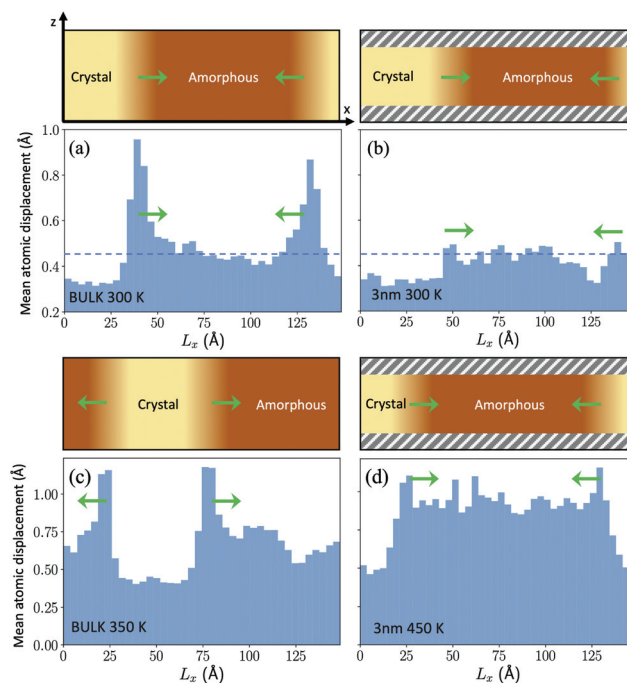 z
Crystal
Amorphous
x
Crystal
Amorphous
Mean atomic displacement (Å)
1.0
0.8
0.6
0.4
0.2
(a)
BULK 300 K
0 25 50 75 100 125
Lx (Å)
(b)
3nm 300 K
0 25 50 75 100 125
Lx (Å)
Crystal
Amorphous
Crystal
Amorphous
Mean atomic displacement (Å)
1.00
0.75
0.50
0.25
0.00
(c)
BULK 350 K
0 25 50 75 100 125
Lx (Å)
(d)
3nm 450 K
0 25 50 75 100 125
Lx (Å)